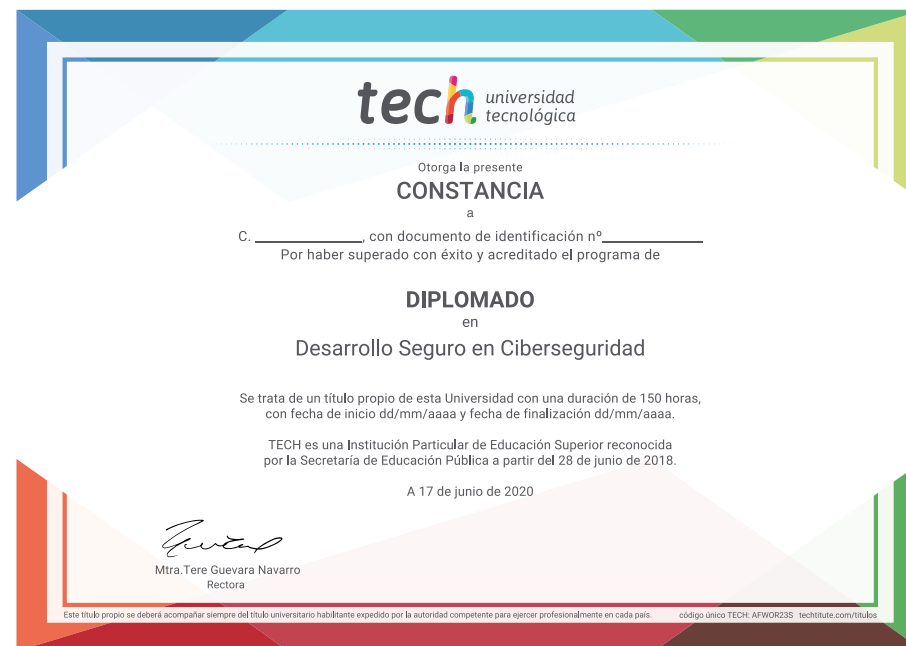 tech universidad
tecnológica
Otorga la presente
CONSTANCIA
a
C. ______________, con documento de identificación nº_____________
Por haber superado con éxito y acreditado el programa de
DIPLOMADO
en
Desarrollo Seguro en Ciberseguridad
Se trata de un título propio de esta Universidad con una duración de 150 horas,
con fecha de inicio dd/mm/aaaa y fecha de finalización dd/mm/aaaa.
TECH es una Institución Particular de Educación Superior reconocida
por la Secretaría de Educación Pública a partir del 28 de junio de 2018.
A 17 de junio de 2020
Mtra.Tere Guevara Navarro
Rectora
Este título propio se deberá acompañar siempre del título universitario habilitante expedido por la autoridad competente para ejercer profesionalmente en cada país. código único TECH: AFWOR23S techtitute.com/títulos